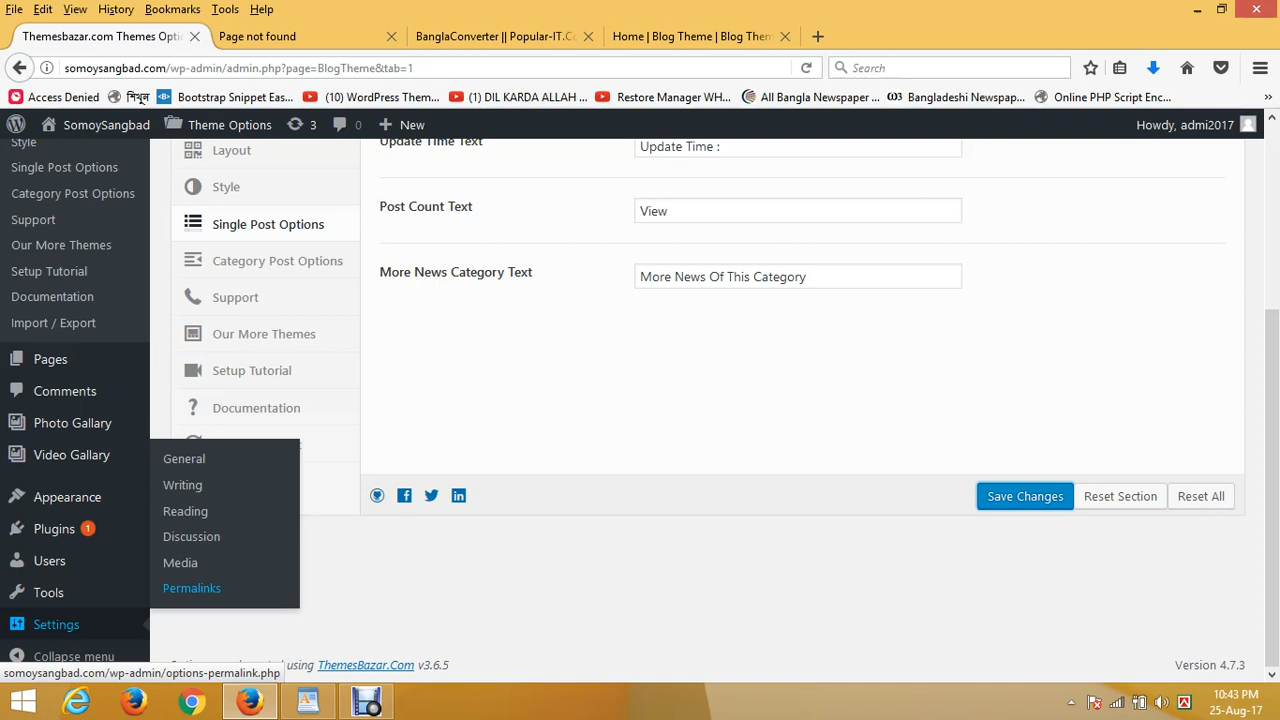 File Edit View History Bookmarks Tools Help
Themesbazar.com Themes Optio
Page not found
BanglaConverter || Popular-IT.Co
Home | Blog Theme | Blog Them
somoysangbad.com/wp-admin/admin.php?page=BlogTheme&tab=1
Search
Access Denied
Bootstrap Snippet Eas...
(10) WordPress Them...
(1) DIL KARDA ALLAH ...
Restore Manager WH...
All Bangla Newspaper ...
Bangladeshi Newspap...
Online PHP Script Enc...
SomoySangbad Theme Options 3 0 New
Howdy, admi2017
Style
Single Post Options
Category Post Options
Support
Our More Themes
Setup Tutorial
Documentation
Import / Export
Pages
Comments
Photo Gallary
Video Gallary
Appearance
Plugins 1
Users
Tools
Settings
Collapse menu
General
Writing
Reading
Discussion
Media
Permalinks
Layout
Style
Single Post Options
Category Post Options
Support
Our More Themes
Setup Tutorial
Documentation
Update Time Text Update Time :
Post Count Text View
More News Category Text More News Of This Category
Save Changes Reset Section Reset All
using ThemesBazar.Com v3.6.5
Version 4.7.3
somoysangbad.com/wp-admin/options-permalink.php
10:43 PM
25-Aug-17